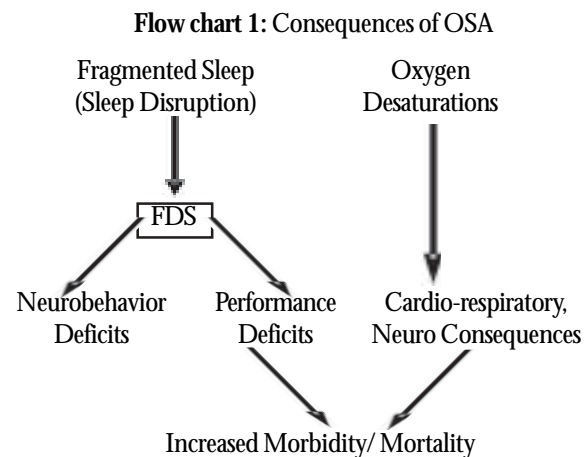 Flow chart 1: Consequences of OSA
Fragmented Sleep
(Sleep Disruption)
Oxygen
Desaturations
FDS
Neurobehavior
Deficits
Performance
Deficits
Cardio-respiratory,
Neuro Consequences
Increased Morbidity/ Mortality